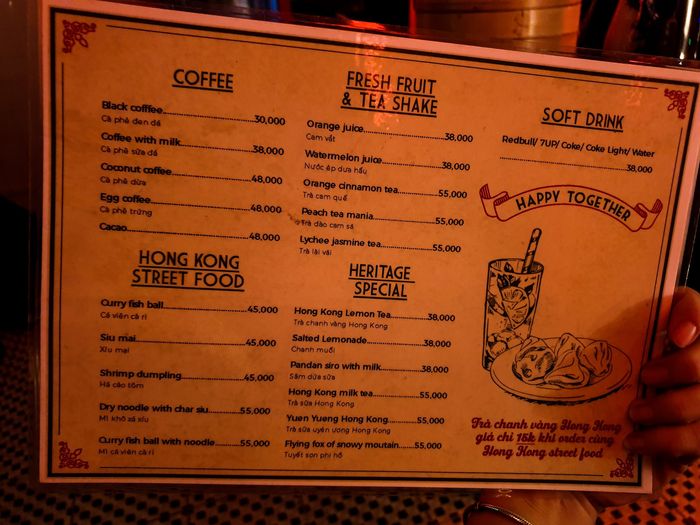 COFFEE
Black cofffee........30,000
Cà phê đen đá
Coffee with milk........38,000
Cà phê sữa đá
Coconut coffee........48,000
Cà phê dừa
Egg coffee........48,000
Cà phê trứng
Cacao........48,000
HONG KONG
STREET FOOD
Curry fish ball........45,000
Cá viên cà ri
Siu mai........45,000
Xíu mại
Shrimp dumpling........45,000
Há cảo tôm
Dry noodle with char siu........55,000
Mì khô xá xíu
Curry fish ball with noodle........55,000
Mì cá viên cà ri
FRESH FRUIT
& TEA SHAKE
Orange juice........38,000
Cam vắt
Watermelon juice........38,000
Nước ép dưa hấu
Orange cinnamon tea........55,000
Trà cam quế
Peach tea mania........55,000
Trà đào cam sả
Lychee jasmine tea........55,000
Trà lài vải
HERITAGE
SPECIAL
Hong Kong Lemon Tea........38,000
Trà chanh vàng Hong Kong
Salted Lemonade........38,000
Chanh muối
Pandan siro with milk........38,000
Sâm dứa sữa
Hong Kong milk tea........55,000
Trà sữa Hong Kong
Yuen Yueng Hong Kong........55,000
Trà sữa uyên ương Hong Kong
Flying fox of snowy moutain........55,000
Tuyết sơn phi hồ
SOFT DRINK
Redbull/ 7UP/ Coke/ Coke Light/ Water
........38,000
HAPPY TOGETHER
Trà chanh vàng Hong Kong
giá chỉ 15k khi order cùng
Hong Kong street food